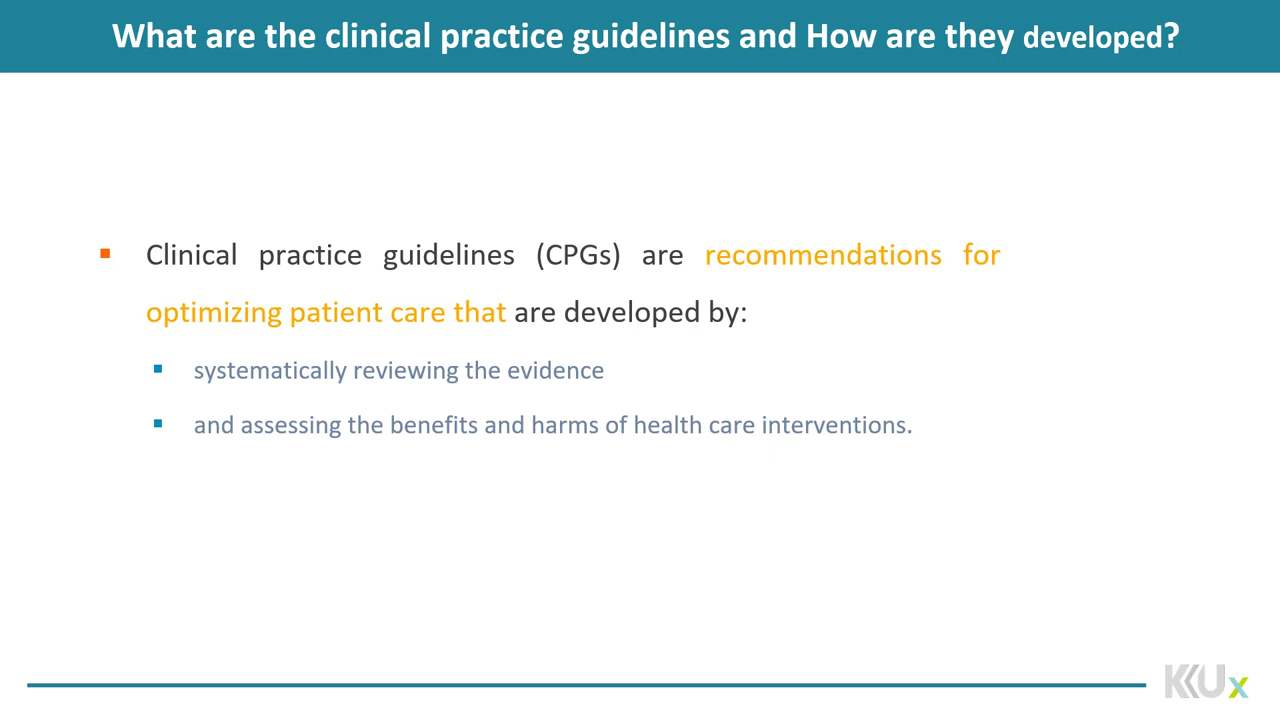 What are the clinical practice guidelines and How are they developed?
Clinical practice guidelines (CPGs) are recommendations for
optimizing patient care that are developed by:
systematically reviewing the evidence
and assessing the benefits and harms of health care interventions.
KKUx